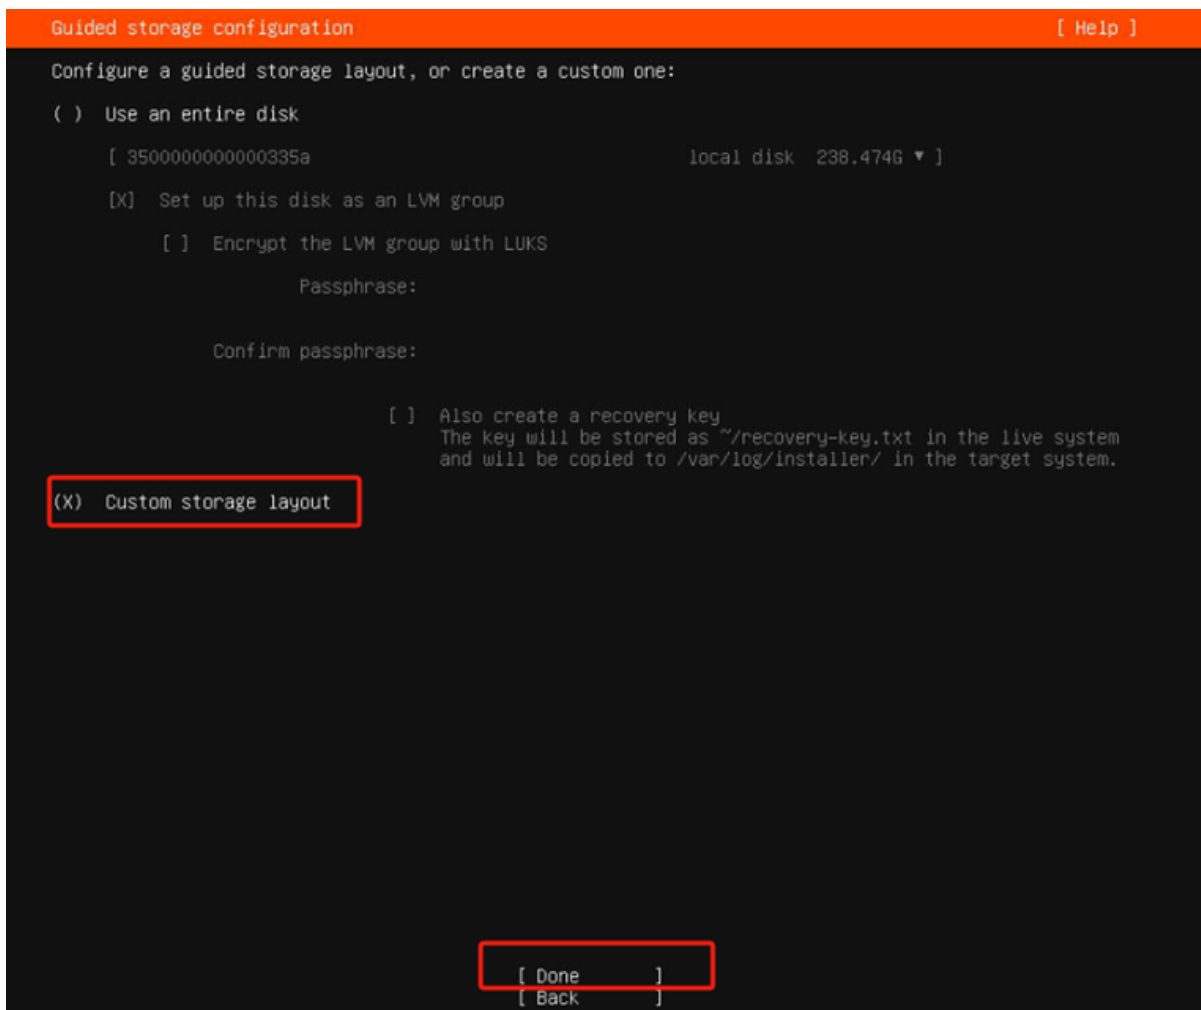 Guided storage configuration [ Help ]
Configure a guided storage layout, or create a custom one:
( ) Use an entire disk
[ 3500000000000335a local disk 238.474G ▾ ]
[X] Set up this disk as an LVM group
[ ] Encrypt the LVM group with LUKS
Passphrase:
Confirm passphrase:
[ ] Also create a recovery key
The key will be stored as ~/recovery-key.txt in the live system
and will be copied to /var/log/installer/ in the target system.
(X) Custom storage layout
[ Done ]
[ Back ]